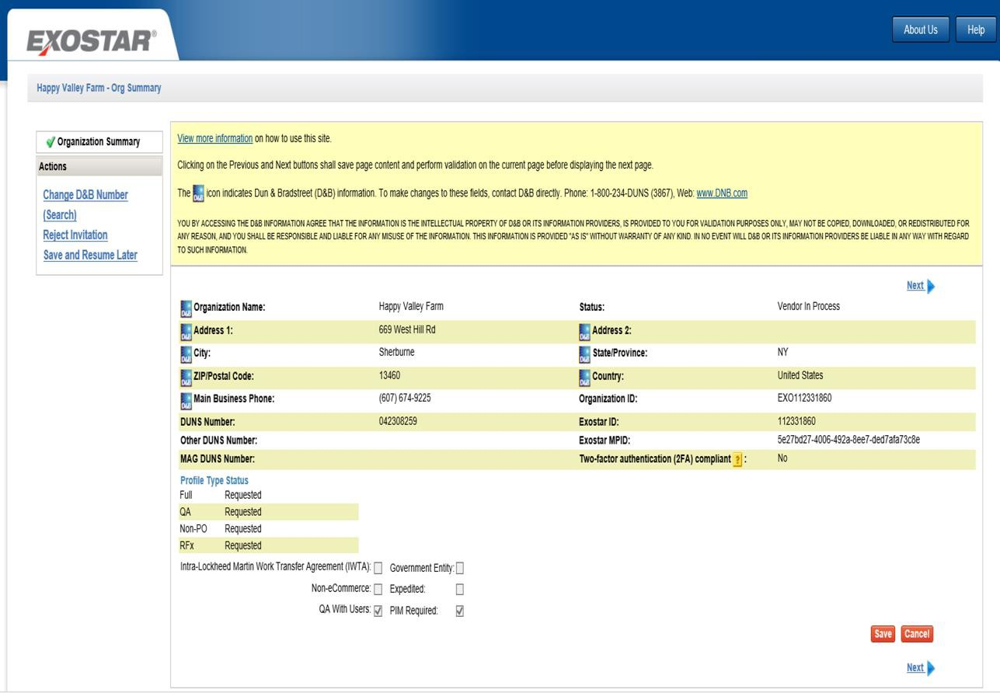 EXOSTAR®
About Us
Help
Happy Valley Farm - Org Summary
Organization Summary
Actions
Change D&B Number
(Search)
Reject Invitation
Save and Resume Later
View more information on how to use this site.
Clicking on the Previous and Next buttons shall save page content and perform validation on the current page before displaying the next page.
The D&B icon indicates Dun & Bradstreet (D&B) information. To make changes to these fields, contact D&B directly. Phone: 1-800-234-DUNS (3867), Web: www.DNB.com
YOU BY ACCESSING THE D&B INFORMATION AGREE THAT THE INFORMATION IS THE INTELLECTUAL PROPERTY OF D&B OR ITS INFORMATION PROVIDERS, IS PROVIDED TO YOU FOR VALIDATION PURPOSES ONLY, MAY NOT BE COPIED, DOWNLOADED, OR REDISTRIBUTED FOR
ANY REASON, AND YOU SHALL BE RESPONSIBLE AND LIABLE FOR ANY MISUSE OF THE INFORMATION. THIS INFORMATION IS PROVIDED "AS IS" WITHOUT WARRANTY OF ANY KIND. IN NO EVENT WILL D&B OR ITS INFORMATION PROVIDERS BE LIABLE IN ANY WAY WITH REGARD
TO SUCH INFORMATION.
Next
D&B Organization Name: Happy Valley Farm Status: Vendor In Process
D&B Address 1: 669 West Hill Rd D&B Address 2:
D&B City: Sherburne D&B State/Province: NY
D&B ZIP/Postal Code: 13460 D&B Country: United States
D&B Main Business Phone: (607) 674-9225 Organization ID: EXO112331860
DUNS Number: 042308259 Exostar ID: 112331860
Other DUNS Number: Exostar MPID: 5e27bd27-4006-492a-8ee7-ded7afa73c8e
MAG DUNS Number: Two-factor authentication (2FA) compliant ? : No
Profile Type Status
Full Requested
QA Requested
Non-PO Requested
RFx Requested
Intra-Lockheed Martin Work Transfer Agreement (IWTA): Government Entity:
Non-eCommerce: Expedited:
QA With Users: PIM Required:
Save Cancel
Next